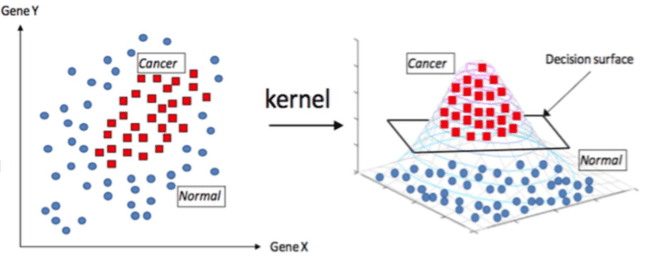 Gene Y
Cancer
Normal
Gene X
kernel
Cancer
Decision surface
Normal